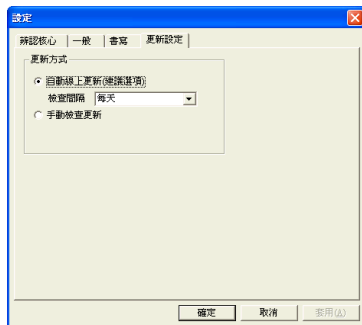 設定
辨認核心 一般 書寫 更新設定
更新方式
自動線上更新(建議選項)
檢查間隔 每天
手動檢查更新
確定 取消 套用(A)